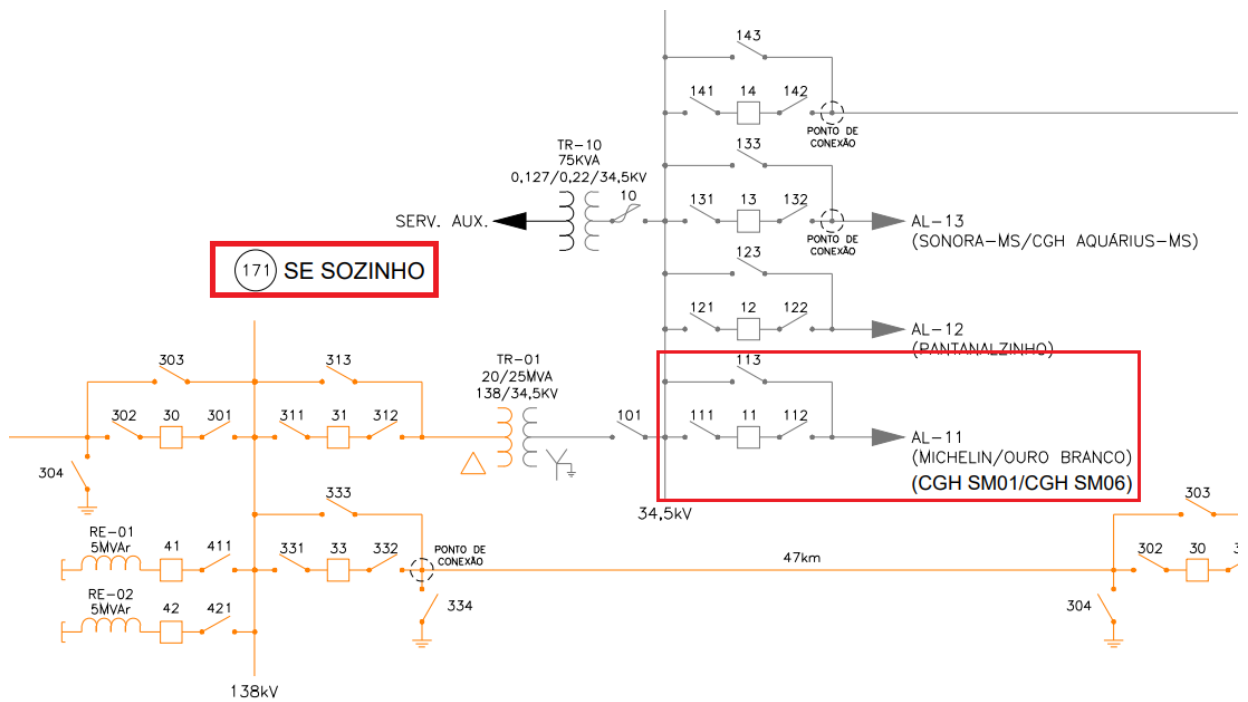 143
141
14
142
PONTO DE
CONEXÃO
TR-10
75KVA
0,127/0,22/34,5KV
10
133
131
13
132
PONTO DE
CONEXÃO
SERV. AUX.
AL-13
(SONORA-MS/CGH AQUÁRIUS-MS)
171
SE SOZINHO
123
121
12
122
AL-12
(PANTANALZINHO)
303
313
TR-01
20/25MVA
138/34,5KV
113
302
30
301
311
31
312
101
111
11
112
AL-11
(MICHELIN/OURO BRANCO)
(CGH SM01/CGH SM06)
304
333
34,5kV
303
RE-01
5MVAr
41
411
331
33
332
PONTO DE
CONEXÃO
47km
302
30
3
RE-02
5MVAr
42
421
334
304
138kV